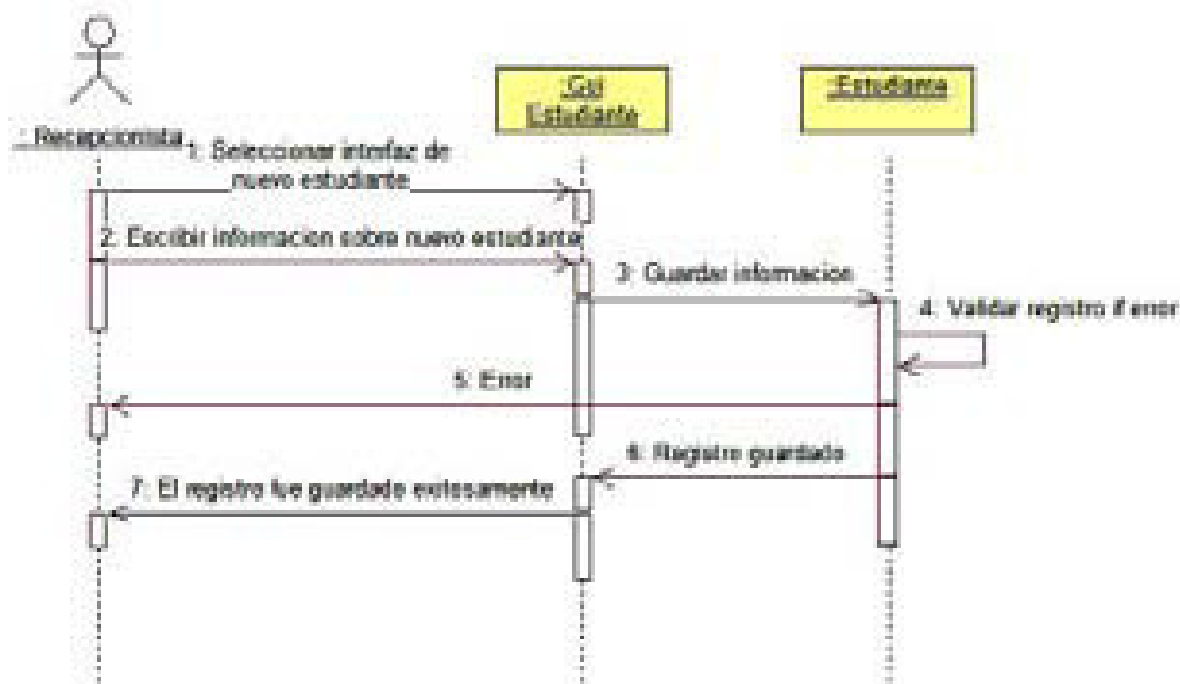 :Gui
Estudiante
:Estudiante
: Recepcionista
1: Seleccionar interfaz de
nuevo estudiante
2: Escribir informacion sobre nuevo estudiante
3: Guardar informacion
4: Validar registro if error
5: Error
6: Registro guardado
7: El registro fue guardado exitosamente